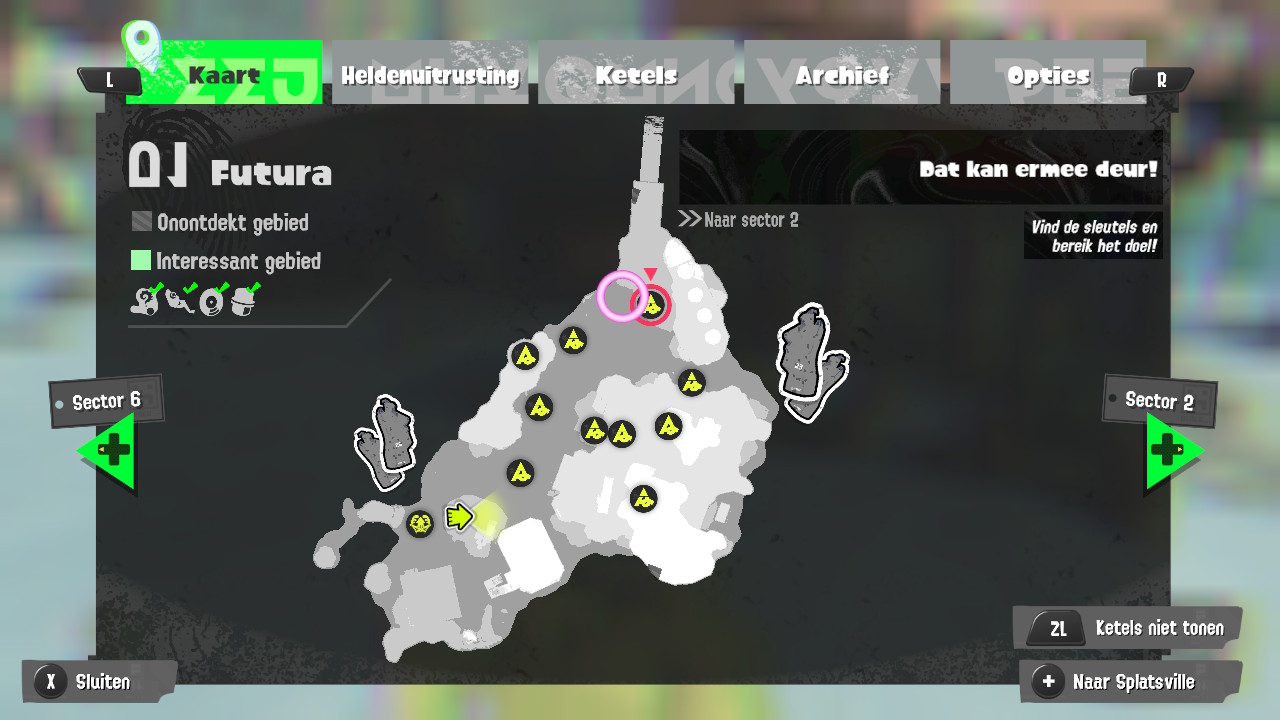 L
Kaart
Heldenuitrusting
Ketels
Archief
Opties
R
01 Futura
Onontdekt gebied
Interessant gebied
Dat kan ermee deur!
Naar sector 2
Vind de sleutels en
bereik het doel!
Sector 6
Sector 2
ZL Ketels niet tonen
X Sluiten
+ Naar Splatsville